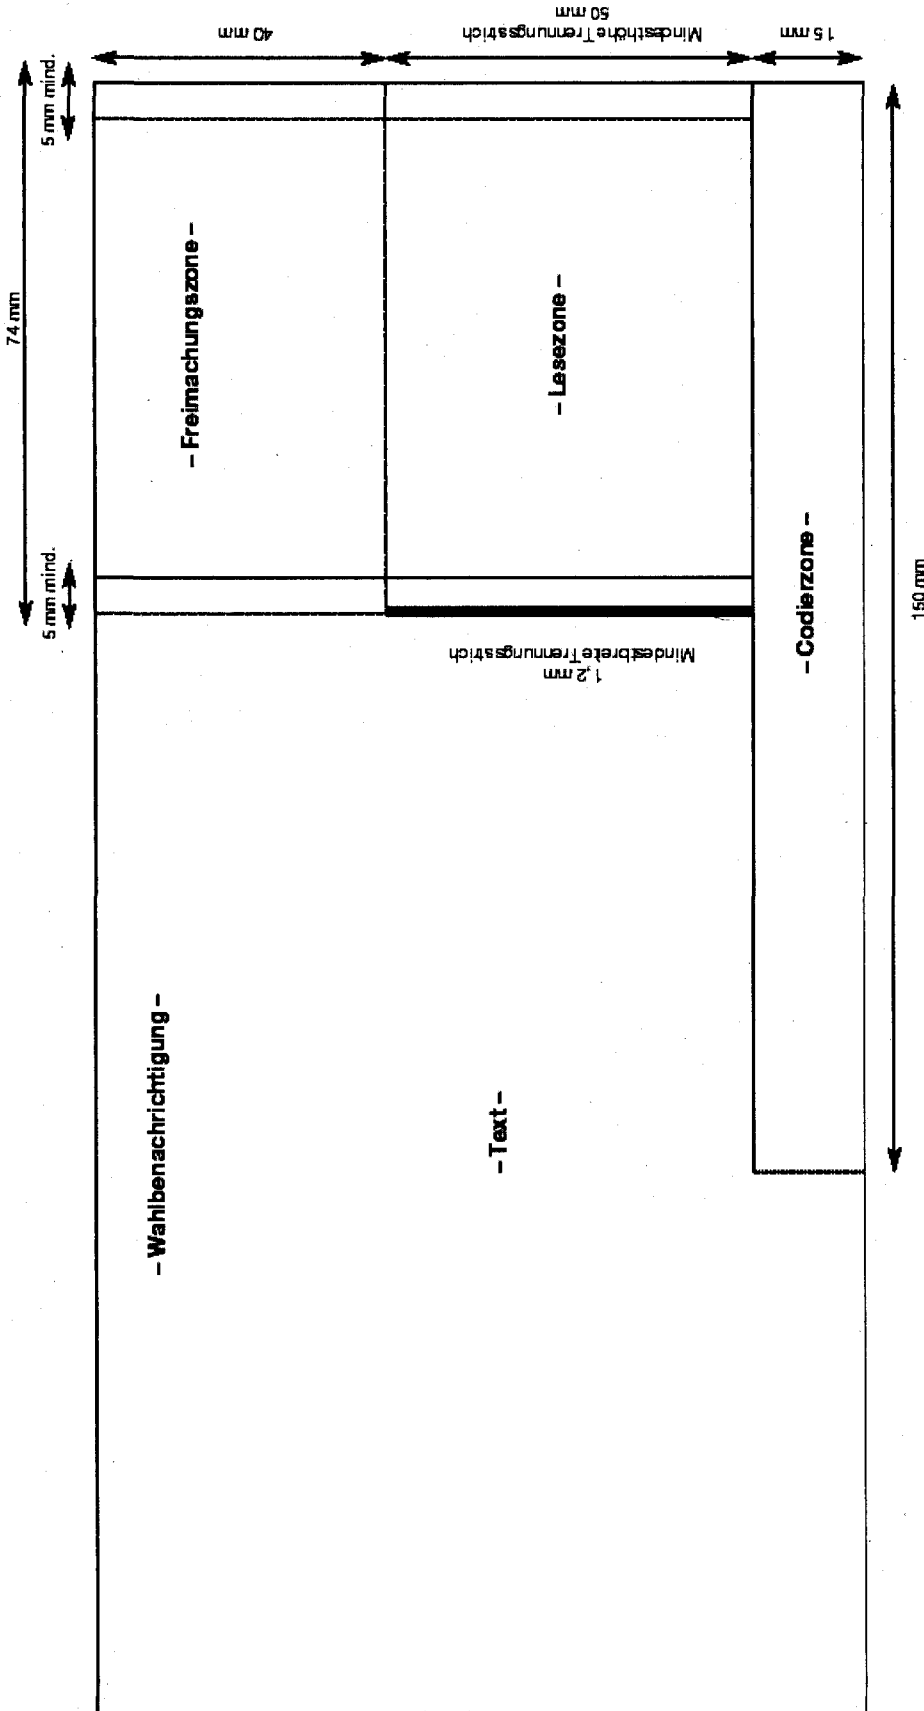 74 mm
5 mm mind.
5 mm mind.
40 mm
Mindesthöhe Trennungsstrich
50 mm
15 mm
– Freimachungszone –
– Lesezone –
Mindestbreite Trennungsstrich
1,2 mm
– Codierzone –
150 mm
– Wahlbenachrichtigung –
– Text –